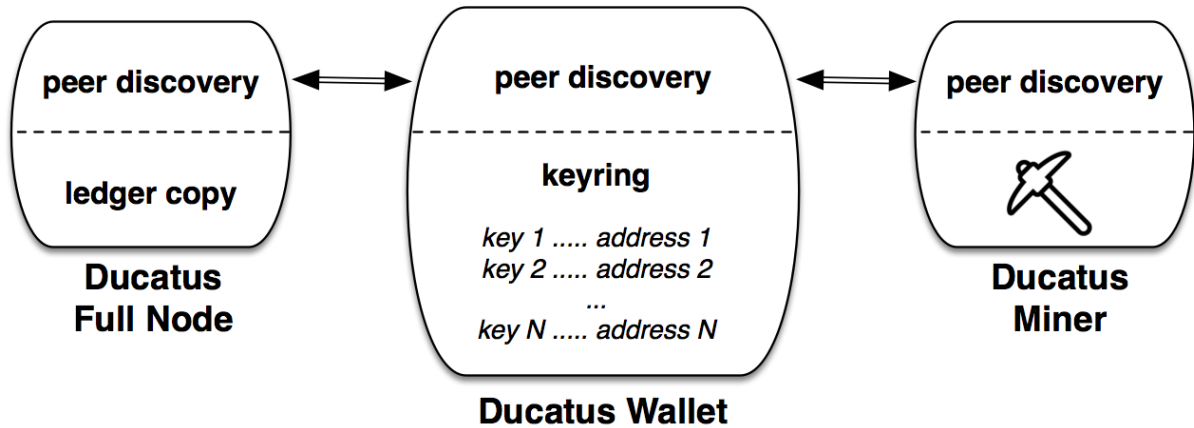 peer discovery
ledger copy
Ducatus
Full Node
peer discovery
keyring
key 1 ..... address 1
key 2 ..... address 2
...
key N ..... address N
Ducatus Wallet
peer discovery
Ducatus
Miner